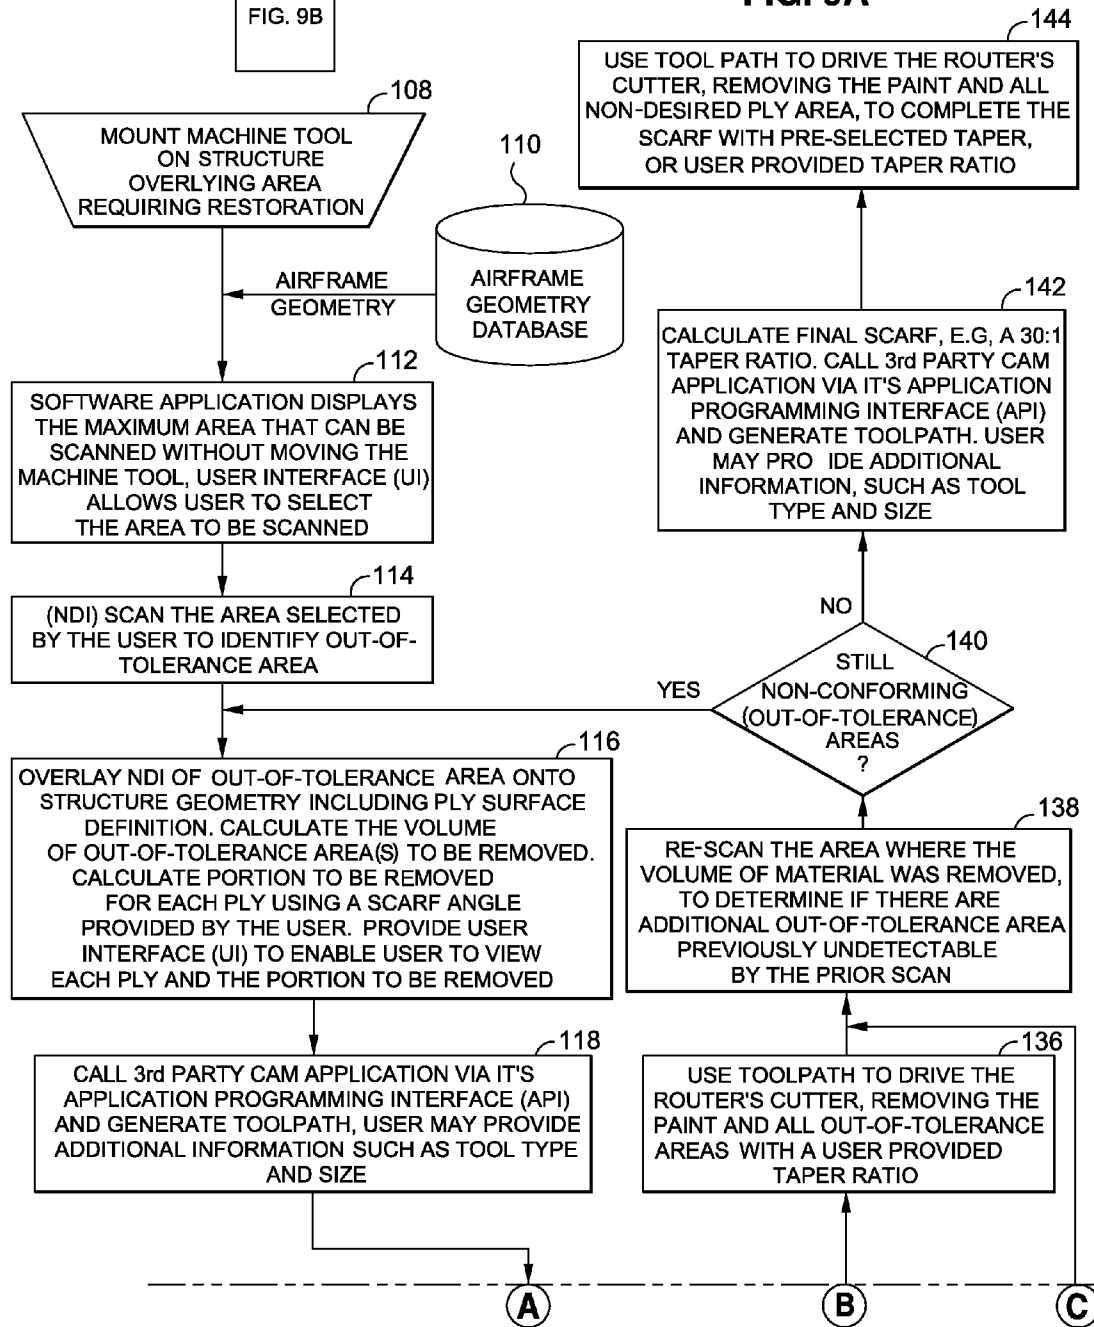 FIG. 9B
108
MOUNT MACHINE TOOL
ON STRUCTURE
OVERLYING AREA
REQUIRING RESTORATION
110
AIRFRAME
GEOMETRY
AIRFRAME
GEOMETRY
DATABASE
112
SOFTWARE APPLICATION DISPLAYS
THE MAXIMUM AREA THAT CAN BE
SCANNED WITHOUT MOVING THE
MACHINE TOOL, USER INTERFACE (UI)
ALLOWS USER TO SELECT
THE AREA TO BE SCANNED
114
(NDI) SCAN THE AREA SELECTED
BY THE USER TO IDENTIFY OUT-OF-
TOLERANCE AREA
116
OVERLAY NDI OF OUT-OF-TOLERANCE AREA ONTO
STRUCTURE GEOMETRY INCLUDING PLY SURFACE
DEFINITION. CALCULATE THE VOLUME
OF OUT-OF-TOLERANCE AREA(S) TO BE REMOVED.
CALCULATE PORTION TO BE REMOVED
FOR EACH PLY USING A SCARF ANGLE
PROVIDED BY THE USER. PROVIDE USER
INTERFACE (UI) TO ENABLE USER TO VIEW
EACH PLY AND THE PORTION TO BE REMOVED
118
CALL 3rd PARTY CAM APPLICATION VIA IT'S
APPLICATION PROGRAMMING INTERFACE (API)
AND GENERATE TOOLPATH, USER MAY PROVIDE
ADDITIONAL INFORMATION SUCH AS TOOL TYPE
AND SIZE
A
144
USE TOOL PATH TO DRIVE THE ROUTER'S
CUTTER, REMOVING THE PAINT AND ALL
NON-DESIRED PLY AREA, TO COMPLETE THE
SCARF WITH PRE-SELECTED TAPER,
OR USER PROVIDED TAPER RATIO
142
CALCULATE FINAL SCARF, E.G, A 30:1
TAPER RATIO. CALL 3rd PARTY CAM
APPLICATION VIA IT'S APPLICATION
PROGRAMMING INTERFACE (API)
AND GENERATE TOOLPATH. USER
MAY PRO IDE ADDITIONAL
INFORMATION, SUCH AS TOOL
TYPE AND SIZE
NO
140
YES
STILL
NON-CONFORMING
(OUT-OF-TOLERANCE)
AREAS
?
138
RE-SCAN THE AREA WHERE THE
VOLUME OF MATERIAL WAS REMOVED,
TO DETERMINE IF THERE ARE
ADDITIONAL OUT-OF-TOLERANCE AREA
PREVIOUSLY UNDETECTABLE
BY THE PRIOR SCAN
136
USE TOOLPATH TO DRIVE THE
ROUTER'S CUTTER, REMOVING THE
PAINT AND ALL OUT-OF-TOLERANCE
AREAS WITH A USER PROVIDED
TAPER RATIO
B
C